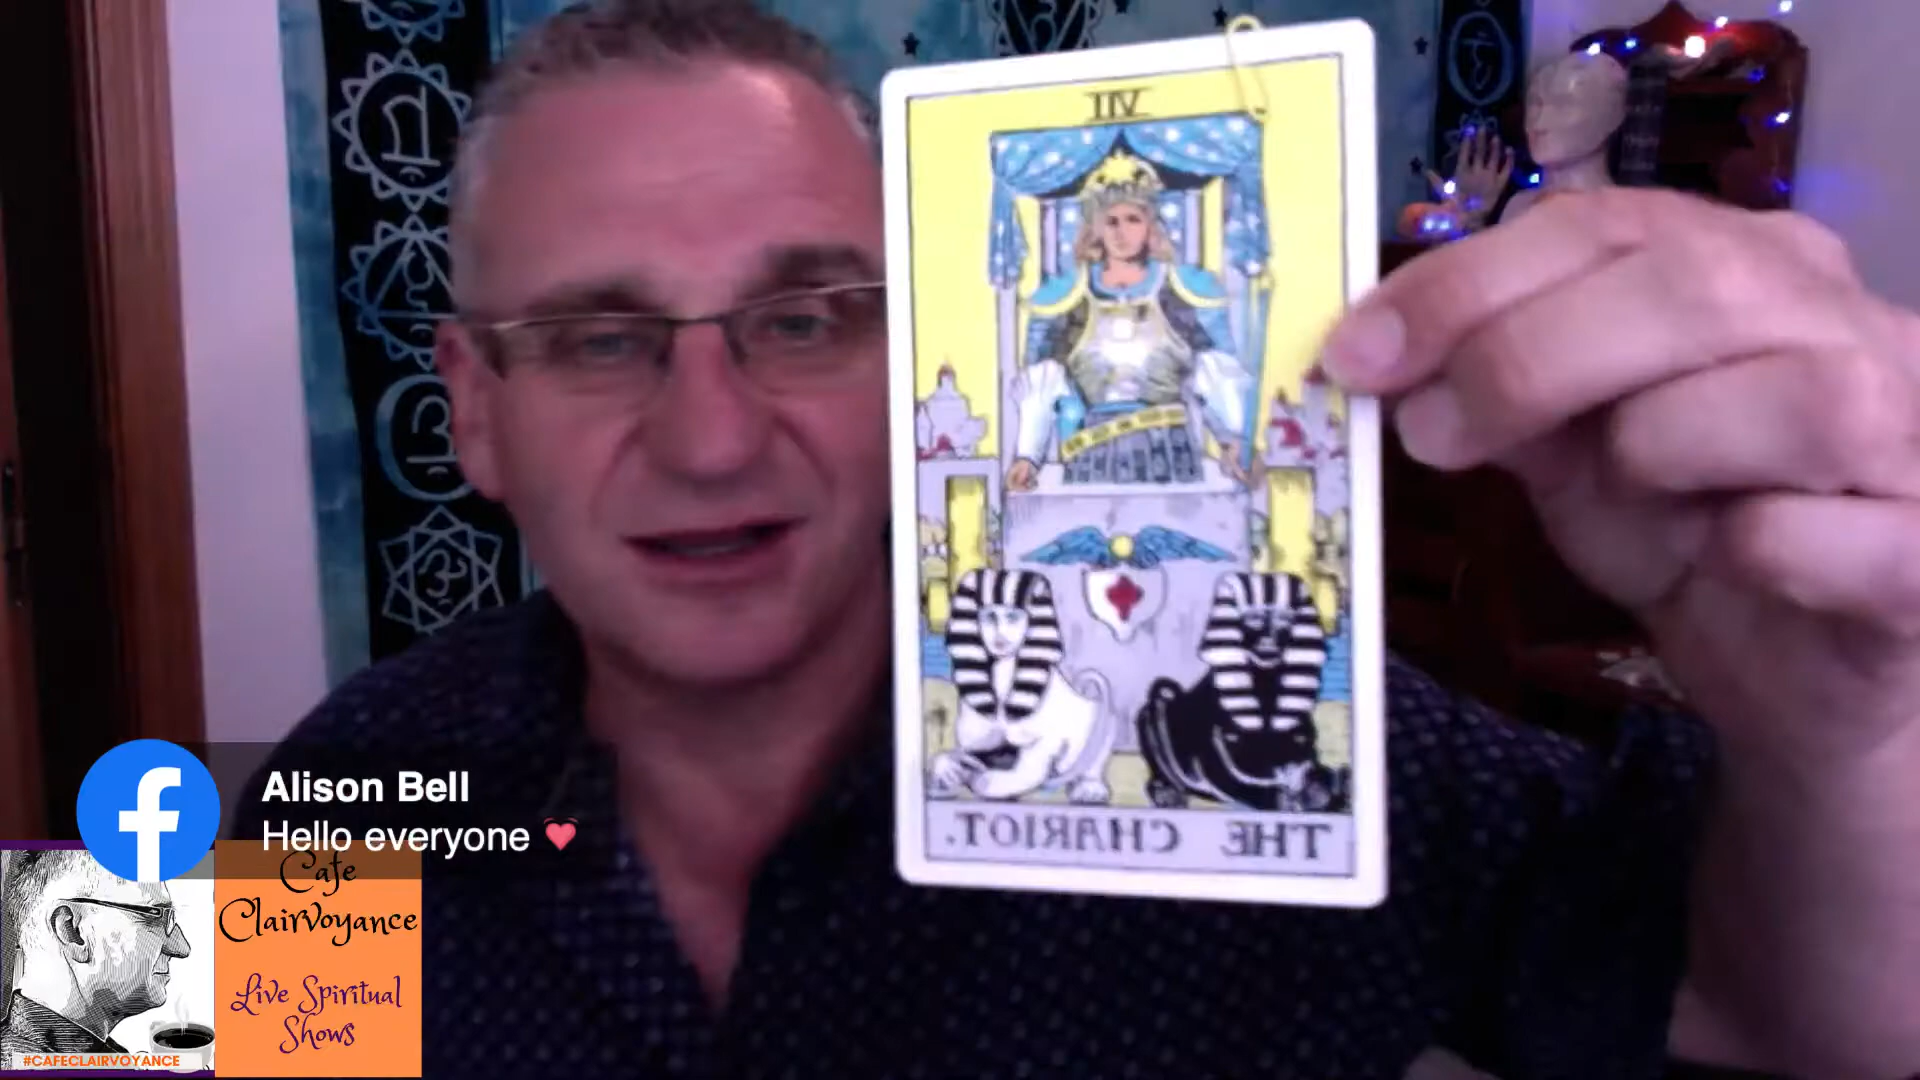 VII
THE CHARIOT.
Alison Bell
Hello everyone 💓
Cafe
Clairvoyance
Live Spiritual
Shows
#CAFECLAIRVOYANCE